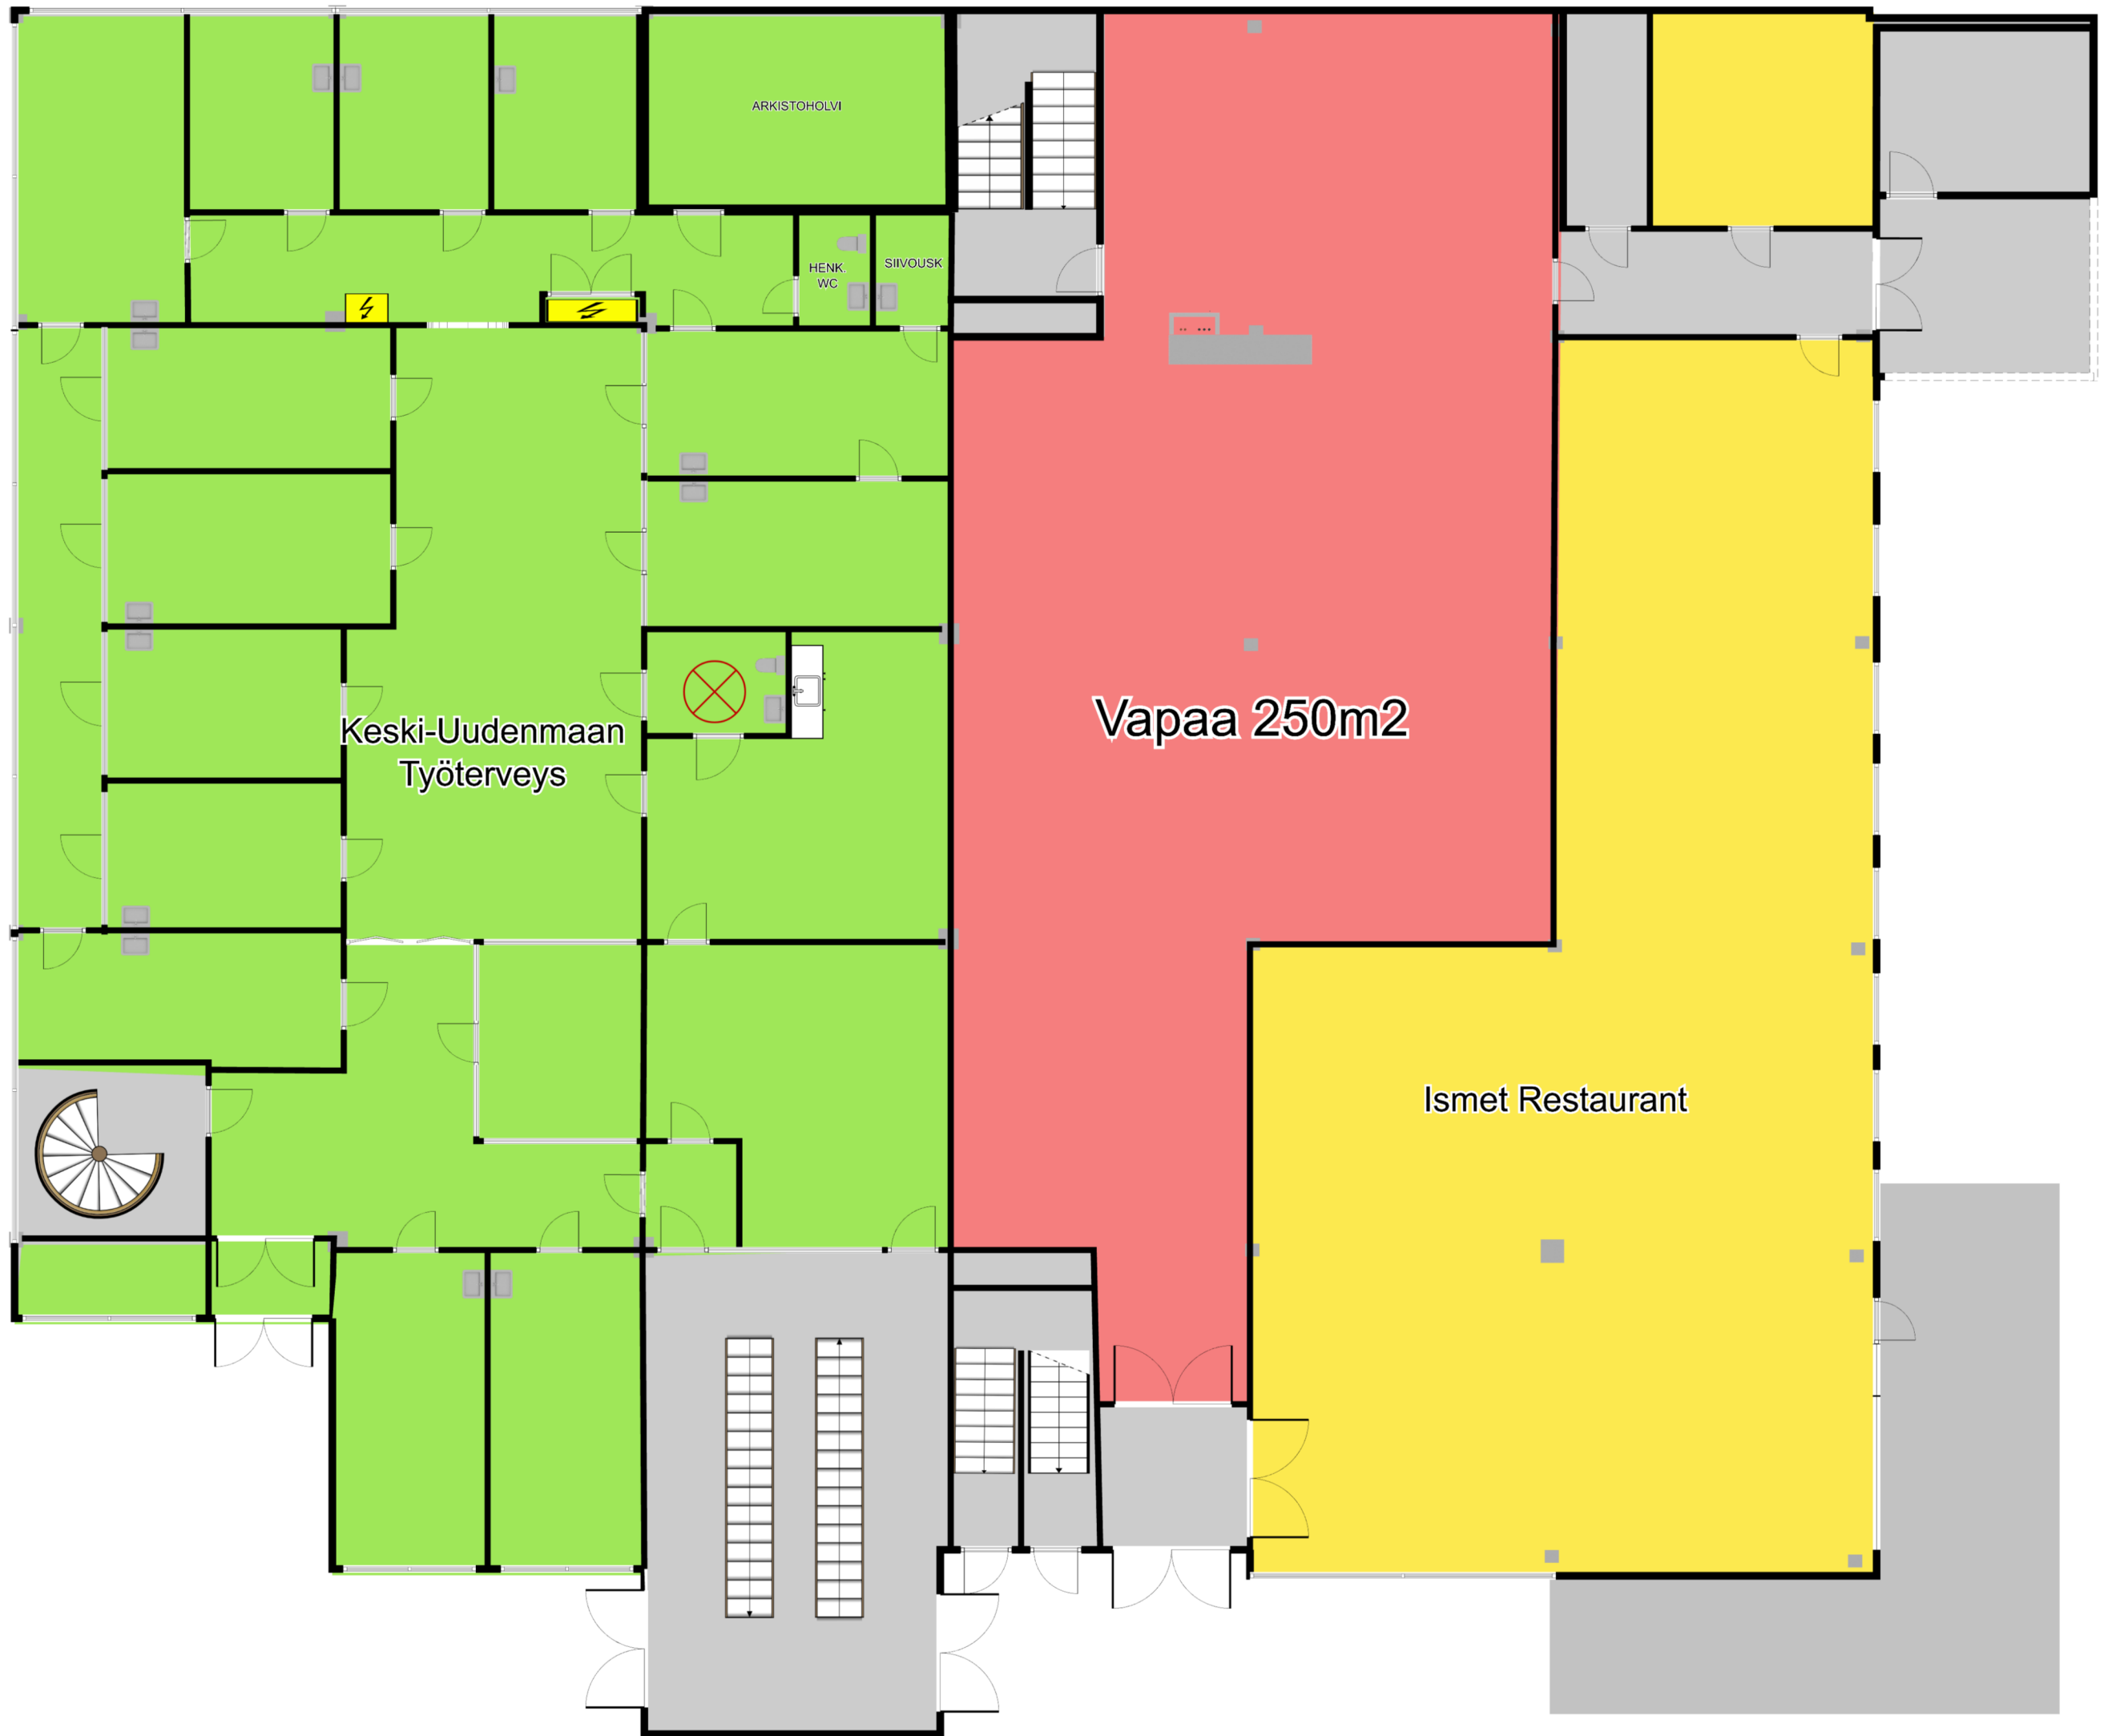 ARKISTOHOLVI
HENK.
WC
SIIVOUSK
Keski-Uudenmaan
Työterveys
Vapaa 250m2
Ismet Restaurant